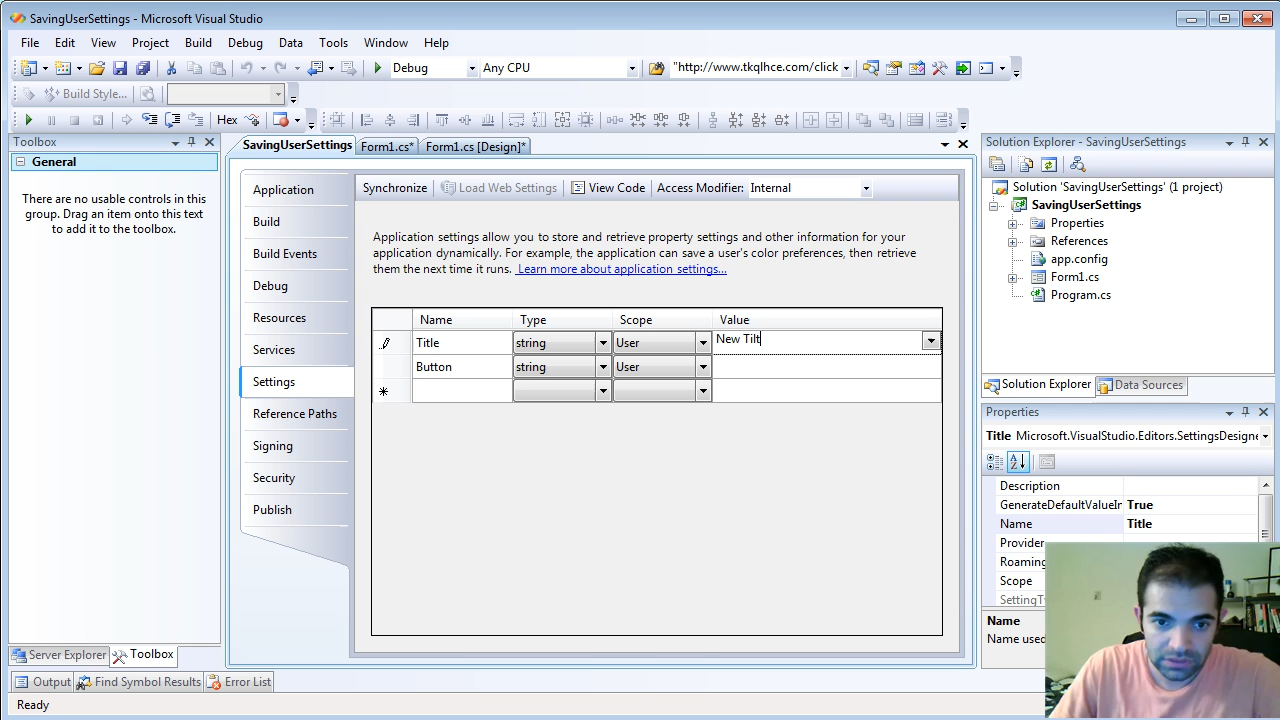 SavingUserSettings - Microsoft Visual Studio
File Edit View Project Build Debug Data Tools Window Help
Debug Any CPU "http://www.tkqlhce.com/click
Build Style...
Hex
Toolbox
General
There are no usable controls in this
group. Drag an item onto this text
to add it to the toolbox.
Server Explorer Toolbox
SavingUserSettings Form1.cs* Form1.cs [Design]*
Application
Build
Build Events
Debug
Resources
Services
Settings
Reference Paths
Signing
Security
Publish
Synchronize Load Web Settings View Code Access Modifier: Internal
Application settings allow you to store and retrieve property settings and other information for your
application dynamically. For example, the application can save a user's color preferences, then retrieve
them the next time it runs. Learn more about application settings...
Name Type Scope Value
Title string User New Tilt
Button string User
Solution Explorer - SavingUserSettings
Solution 'SavingUserSettings' (1 project)
SavingUserSettings
Properties
References
app.config
Form1.cs
Program.cs
Solution Explorer Data Sources
Properties
Title Microsoft.VisualStudio.Editors.SettingsDesigne
Description
GenerateDefaultValueIn True
Name Title
Provider
Roaming
Scope
SettingTy
Name
Name used
Output Find Symbol Results Error List
Ready